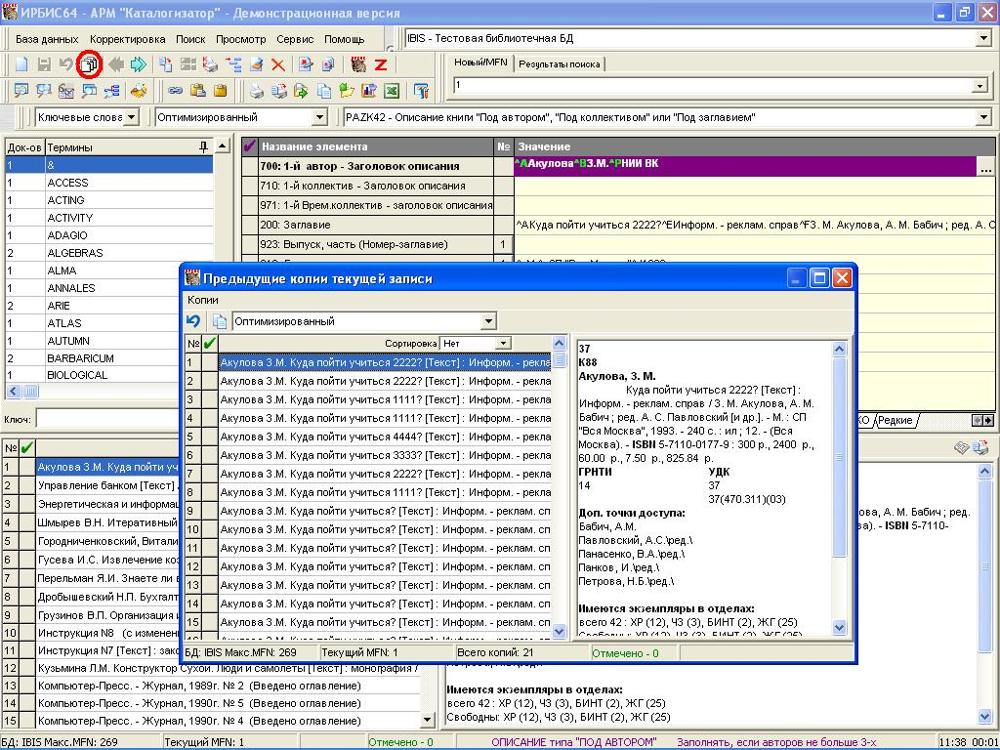 ИРБИС64 - АРМ "Каталогизатор" - Демонстрационная версия
База данных Корректировка Поиск Просмотр Сервис Помощь
IBIS - Тестовая библиотечная БД
Новый/MFN Результаты поиска
1
Ключевые слова Оптимизированный PAZK42 - Описание книги "Под автором", "Под коллективом" или "Под заглавием"
Док-ов Термины
1 &
1 ACCESS
1 ACTING
1 ACTIVITY
1 ADAGIO
2 ALGEBRAS
1 ALMA
1 ANNALES
2 ARIE
1 ATLAS
1 AUTUMN
2 BARBARICUM
1 BIOLOGICAL
Ключ:
Название элемента № Значение
700: 1-й автор - Заголовок описания ^AАкулова^BЗ.М.^PНИИ ВК
710: 1-й коллектив - Заголовок описания
971: 1-й Врем.коллектив - заголовок описания
200: Заглавие ^AКуда пойти учиться 2222?^EИнформ. - реклам. справ^FЗ. М. Акулова, А. М. Бабич ; ред. А. С
923: Выпуск, часть (Номер-заглавие) 1
Редкие
Предыдущие копии текущей записи
Копии
Оптимизированный
Сортировка Нет
№
1 Акулова З.М. Куда пойти учиться 2222? [Текст] : Информ. - рекла
2 Акулова З.М. Куда пойти учиться 2222? [Текст] : Информ. - рекла
3 Акулова З.М. Куда пойти учиться 1111? [Текст] : Информ. - рекла
4 Акулова З.М. Куда пойти учиться 1111? [Текст] : Информ. - рекла
5 Акулова З.М. Куда пойти учиться 4444? [Текст] : Информ. - рекла
6 Акулова З.М. Куда пойти учиться 3333? [Текст] : Информ. - рекла
7 Акулова З.М. Куда пойти учиться 2222? [Текст] : Информ. - рекла
8 Акулова З.М. Куда пойти учиться 1111? [Текст] : Информ. - рекла
9 Акулова З.М. Куда пойти учиться? [Текст] : Информ. - реклам. сп
10 Акулова З.М. Куда пойти учиться? [Текст] : Информ. - реклам. сп
11 Акулова З.М. Куда пойти учиться? [Текст] : Информ. - реклам. сп
12 Акулова З.М. Куда пойти учиться? [Текст] : Информ. - реклам. сп
13 Акулова З.М. Куда пойти учиться? [Текст] : Информ. - реклам. сп
14 Акулова З.М. Куда пойти учиться? [Текст] : Информ. - реклам. сп
15 Акулова З.М. Куда пойти учиться? [Текст] : Информ. - реклам. сп
37
К88
Акулова, З. М.
Куда пойти учиться 2222? [Текст] :
Информ. - реклам. справ / З. М. Акулова, А. М.
Бабич ; ред. А. С. Павловский [и др.]. - М. : СП
"Вся Москва", 1993. - 240 с. : ил ; 12. - (Вся
Москва). - ISBN 5-7110-0177-9 : 300 р., 2400 р.,
60.00 р., 7.50 р., 825.84 р.
ГРНТИ УДК
14 37
37(470.311)(03)
Доп. точки доступа:
Бабич, А.М.
Павловский, А.С.\ред.\
Панасенко, В.А.\ред.\
Панков, И.\ред.\
Петрова, Н.Б.\ред.\
Имеются экземпляры в отделах:
всего 42 : ХР (12), ЧЗ (3), БИНТ (2), ЖГ (25)
Свободны: ХР (12), ЧЗ (3), БИНТ (2), ЖГ (25)
БД: IBIS Макс.MFN: 269 Текущий MFN: 1 Всего копий: 21 Отмечено - 0
№
1 Акулова З.М. Куда пойти уч
2 Управление банком [Текст]
3 Энергетическая и информац
4 Шмырев В.Н. Итеративный
5 Городниченковский, Витали
6 Гусева И.С. Извлечение ко
7 Перельман Я.И. Знаете ли в
8 Дробышевский Н.П. Бухгалт
9 Грузинов В.П. Организация и
10 Инструкция N8 (с изменени
11 Инструкция N7 [Текст] : зако
12 Кузьмина Л.М. Конструктор Сухой. Люди и самолеты [Текст] : монография /
13 Компьютер-Пресс. - Журнал, 1989г. № 2 (Введено оглавление)
14 Компьютер-Пресс. - Журнал, 1990г. № 5 (Введено оглавление)
15 Компьютер-Пресс. - Журнал, 1990г. № 4 (Введено оглавление)
ова, А. М. Бабич ; ред.
ва). - ISBN 5-7110-
Имеются экземпляры в отделах:
всего 42 : ХР (12), ЧЗ (3), БИНТ (2), ЖГ (25)
Свободны: ХР (12), ЧЗ (3), БИНТ (2), ЖГ (25)
БД: IBIS Макс.MFN: 269 Текущий MFN: 1 Отмечено - 0 ОПИСАНИЕ типа "ПОД АВТОРОМ" Заполнять, если авторов не больше 3-х 11:38 00:01